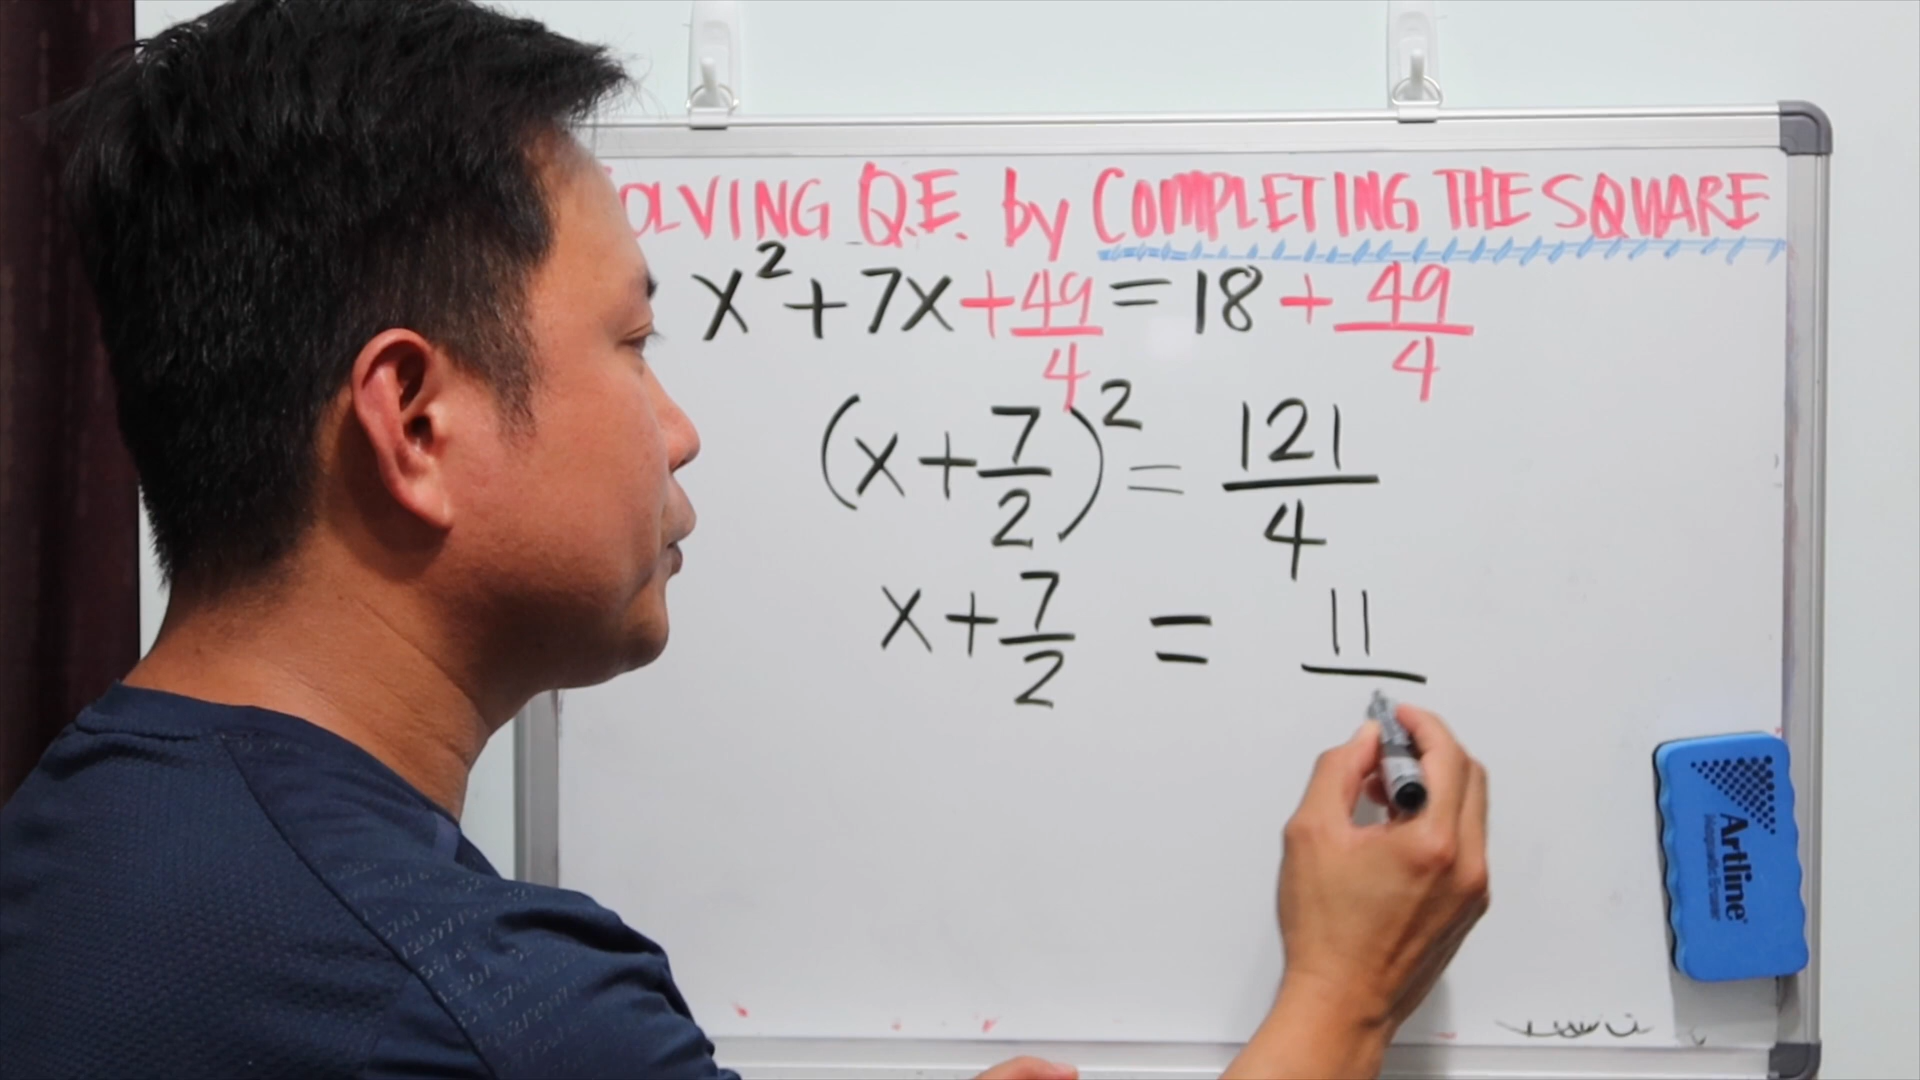 OLVING Q.E. by COMPLETING THE SQUARE
x² + 7x + 49/4 = 18 + 49/4
(x + 7/2)² = 121/4
x + 7/2 = 11/
Artline